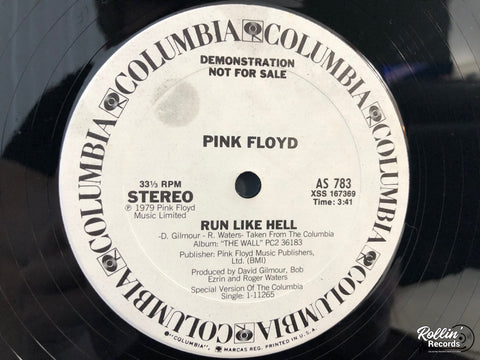 COLUMBIA COLUMBIA COLUMBIA COLUMBIA COLUMBIA COLUMBIA
DEMONSTRATION
NOT FOR SALE
PINK FLOYD
33⅓ RPM
STEREO
℗ 1979 Pink Floyd
Music Limited
AS 783
XSS 167369
Time: 3:41
RUN LIKE HELL
-D. Gilmour - R. Waters- Taken From The Columbia
Album: "THE WALL" PC2 36183
Publisher: Pink Floyd Music Publishers,
Ltd. (BMI)
Produced by David Gilmour, Bob
Ezrin and Roger Waters
Special Version Of The Columbia
Single: 1-11265
"COLUMBIA", MARCAS REG. PRINTED IN U.S.A.
Rollin'
Records